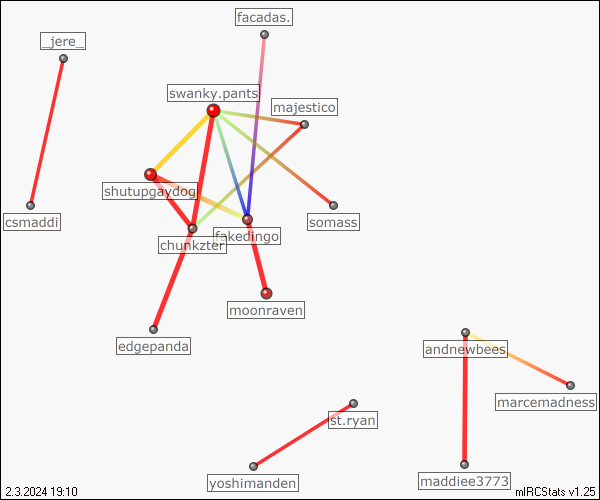 facadas.
_jere_
swanky.pants
majestico
shutupgaydog
csmaddi
somass
fakedingo
chunkzter
moonraven
edgepanda
andnewbees
marcemadness
st.ryan
yoshimanden
maddiee3773
2.3.2024 19:10
mIRCStats v1.25